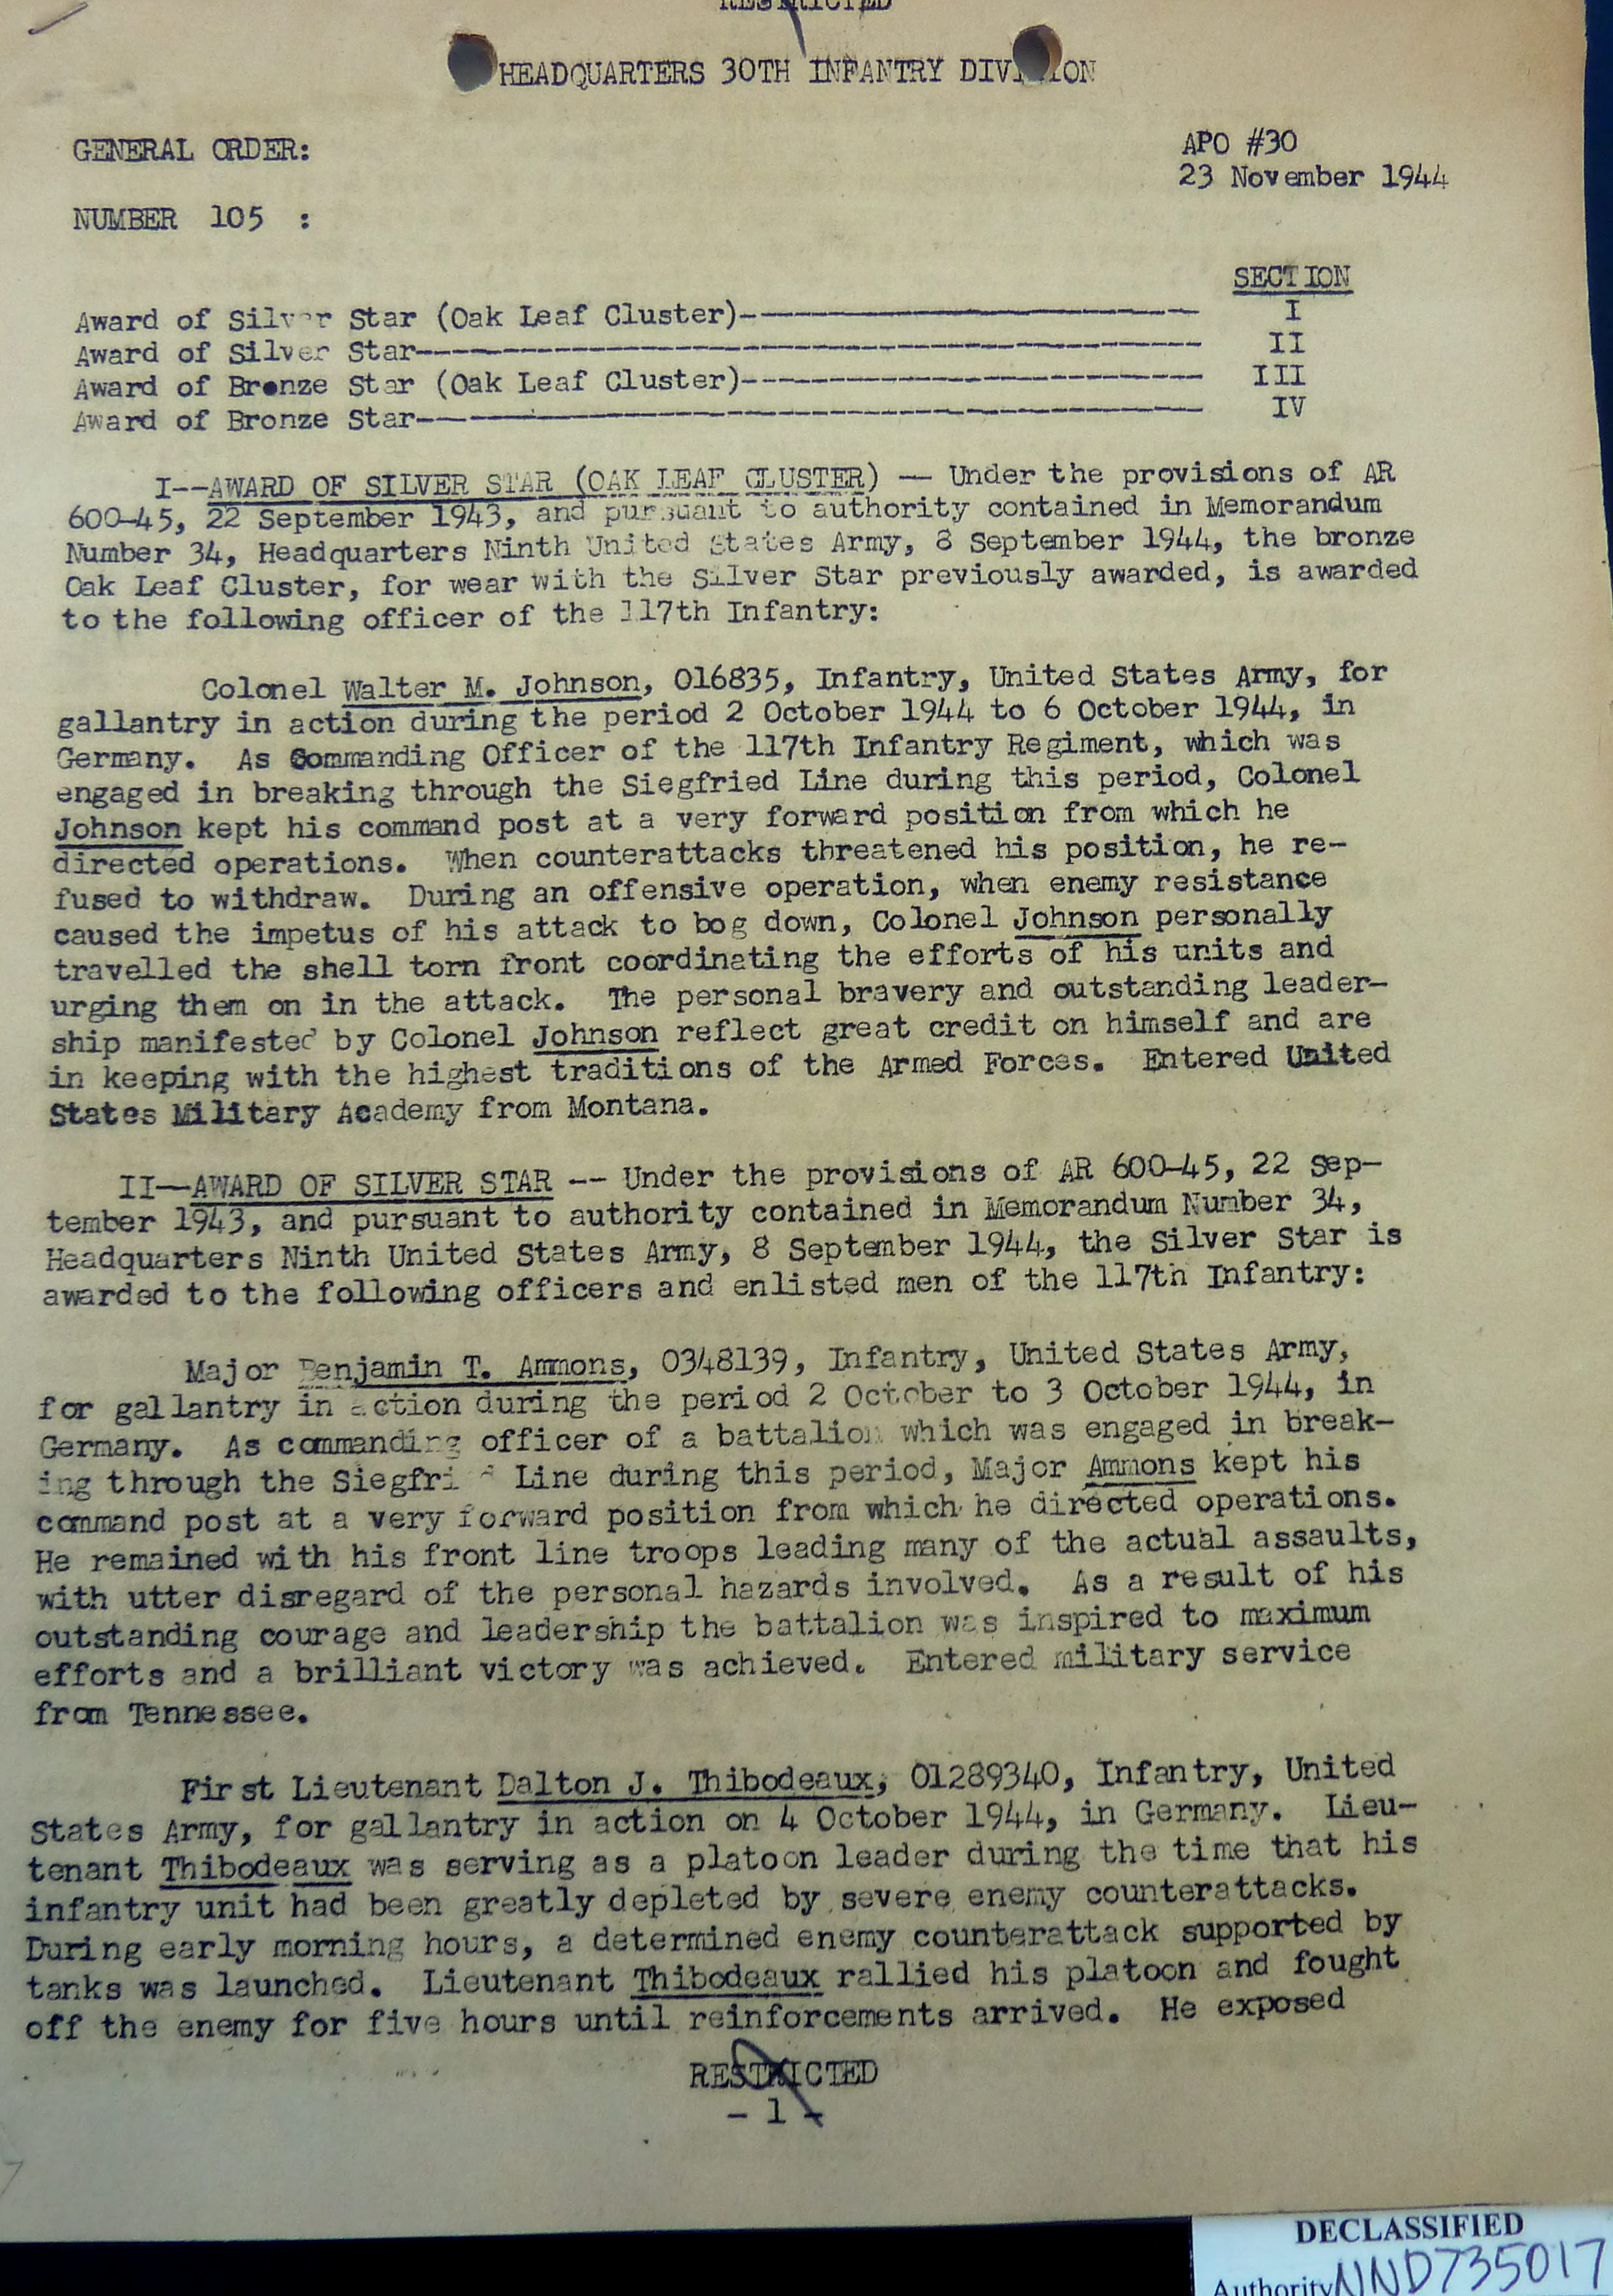 RESTRICTED
HEADQUARTERS 30TH INFANTRY DIVISION
GENERAL ORDER:
APO #30
23 November 1944
NUMBER 105 :
SECTION
Award of Silver Star (Oak Leaf Cluster)------------------------------ I
Award of Silver Star------------------------------------------------- II
Award of Bronze Star (Oak Leaf Cluster)------------------------------ III
Award of Bronze Star------------------------------------------------- IV
I--AWARD OF SILVER STAR (OAK LEAF CLUSTER) -- Under the provisions of AR
600-45, 22 September 1943, and pursuant to authority contained in Memorandum
Number 34, Headquarters Ninth United States Army, 8 September 1944, the bronze
Oak Leaf Cluster, for wear with the Silver Star previously awarded, is awarded
to the following officer of the 117th Infantry:
Colonel Walter M. Johnson, O16835, Infantry, United States Army, for
gallantry in action during the period 2 October 1944 to 6 October 1944, in
Germany. As Commanding Officer of the 117th Infantry Regiment, which was
engaged in breaking through the Siegfried Line during this period, Colonel
Johnson kept his command post at a very forward position from which he
directed operations. When counterattacks threatened his position, he re-
fused to withdraw. During an offensive operation, when enemy resistance
caused the impetus of his attack to bog down, Colonel Johnson personally
travelled the shell torn front coordinating the efforts of his units and
urging them on in the attack. The personal bravery and outstanding leader-
ship manifested by Colonel Johnson reflect great credit on himself and are
in keeping with the highest traditions of the Armed Forces. Entered United
States Military Academy from Montana.
II--AWARD OF SILVER STAR -- Under the provisions of AR 600-45, 22 Sep-
tember 1943, and pursuant to authority contained in Memorandum Number 34,
Headquarters Ninth United States Army, 8 September 1944, the Silver Star is
awarded to the following officers and enlisted men of the 117th Infantry:
Major Benjamin T. Ammons, O348139, Infantry, United States Army,
for gallantry in action during the period 2 October to 3 October 1944, in
Germany. As commanding officer of a battalion which was engaged in break-
ing through the Siegfried Line during this period, Major Ammons kept his
command post at a very forward position from which he directed operations.
He remained with his front line troops leading many of the actual assaults,
with utter disregard of the personal hazards involved. As a result of his
outstanding courage and leadership the battalion was inspired to maximum
efforts and a brilliant victory was achieved. Entered military service
from Tennessee.
First Lieutenant Dalton J. Thibodeaux, O1289340, Infantry, United
States Army, for gallantry in action on 4 October 1944, in Germany. Lieu-
tenant Thibodeaux was serving as a platoon leader during the time that his
infantry unit had been greatly depleted by severe enemy counterattacks.
During early morning hours, a determined enemy counterattack supported by
tanks was launched. Lieutenant Thibodeaux rallied his platoon and fought
off the enemy for five hours until reinforcements arrived. He exposed
RESTRICTED
- 1 -
DECLASSIFIED
Authority NND735017